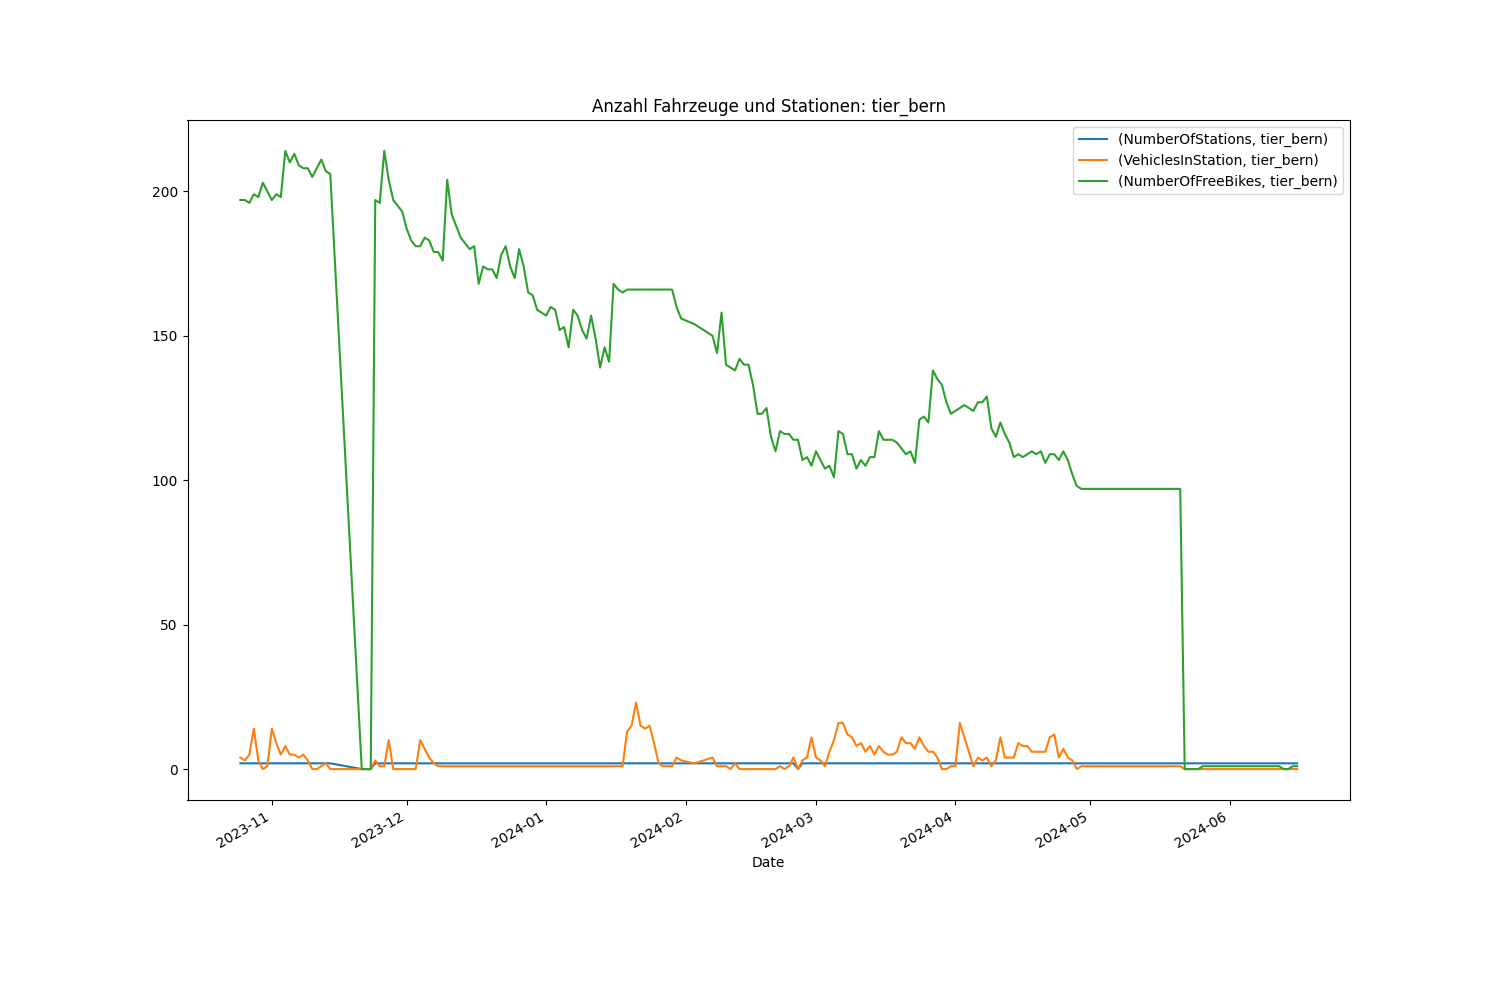 Anzahl Fahrzeuge und Stationen: tier_bern
(NumberOfStations, tier_bern)
(VehiclesInStation, tier_bern)
(NumberOfFreeBikes, tier_bern)
200
150
100
50
0
2023-11 2023-12 2024-01 2024-02 2024-03 2024-04 2024-05 2024-06
Date